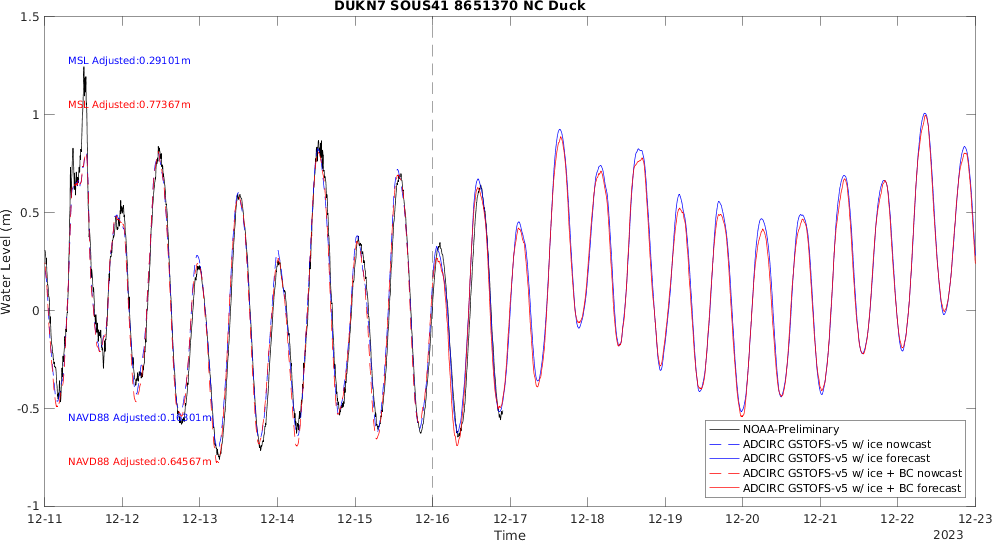 DUKN7 SOUS41 8651370 NC Duck
1.5
1
0.5
0
-0.5
-1
Water Level (m)
MSL Adjusted:0.29101m
MSL Adjusted:0.77367m
NAVD88 Adjusted:0.16301m
NAVD88 Adjusted:0.64567m
NOAA-Preliminary
ADCIRC GSTOFS-v5 w/ ice nowcast
ADCIRC GSTOFS-v5 w/ ice forecast
ADCIRC GSTOFS-v5 w/ ice + BC nowcast
ADCIRC GSTOFS-v5 w/ ice + BC forecast
12-11 12-12 12-13 12-14 12-15 12-16 12-17 12-18 12-19 12-20 12-21 12-22 12-23
Time
2023